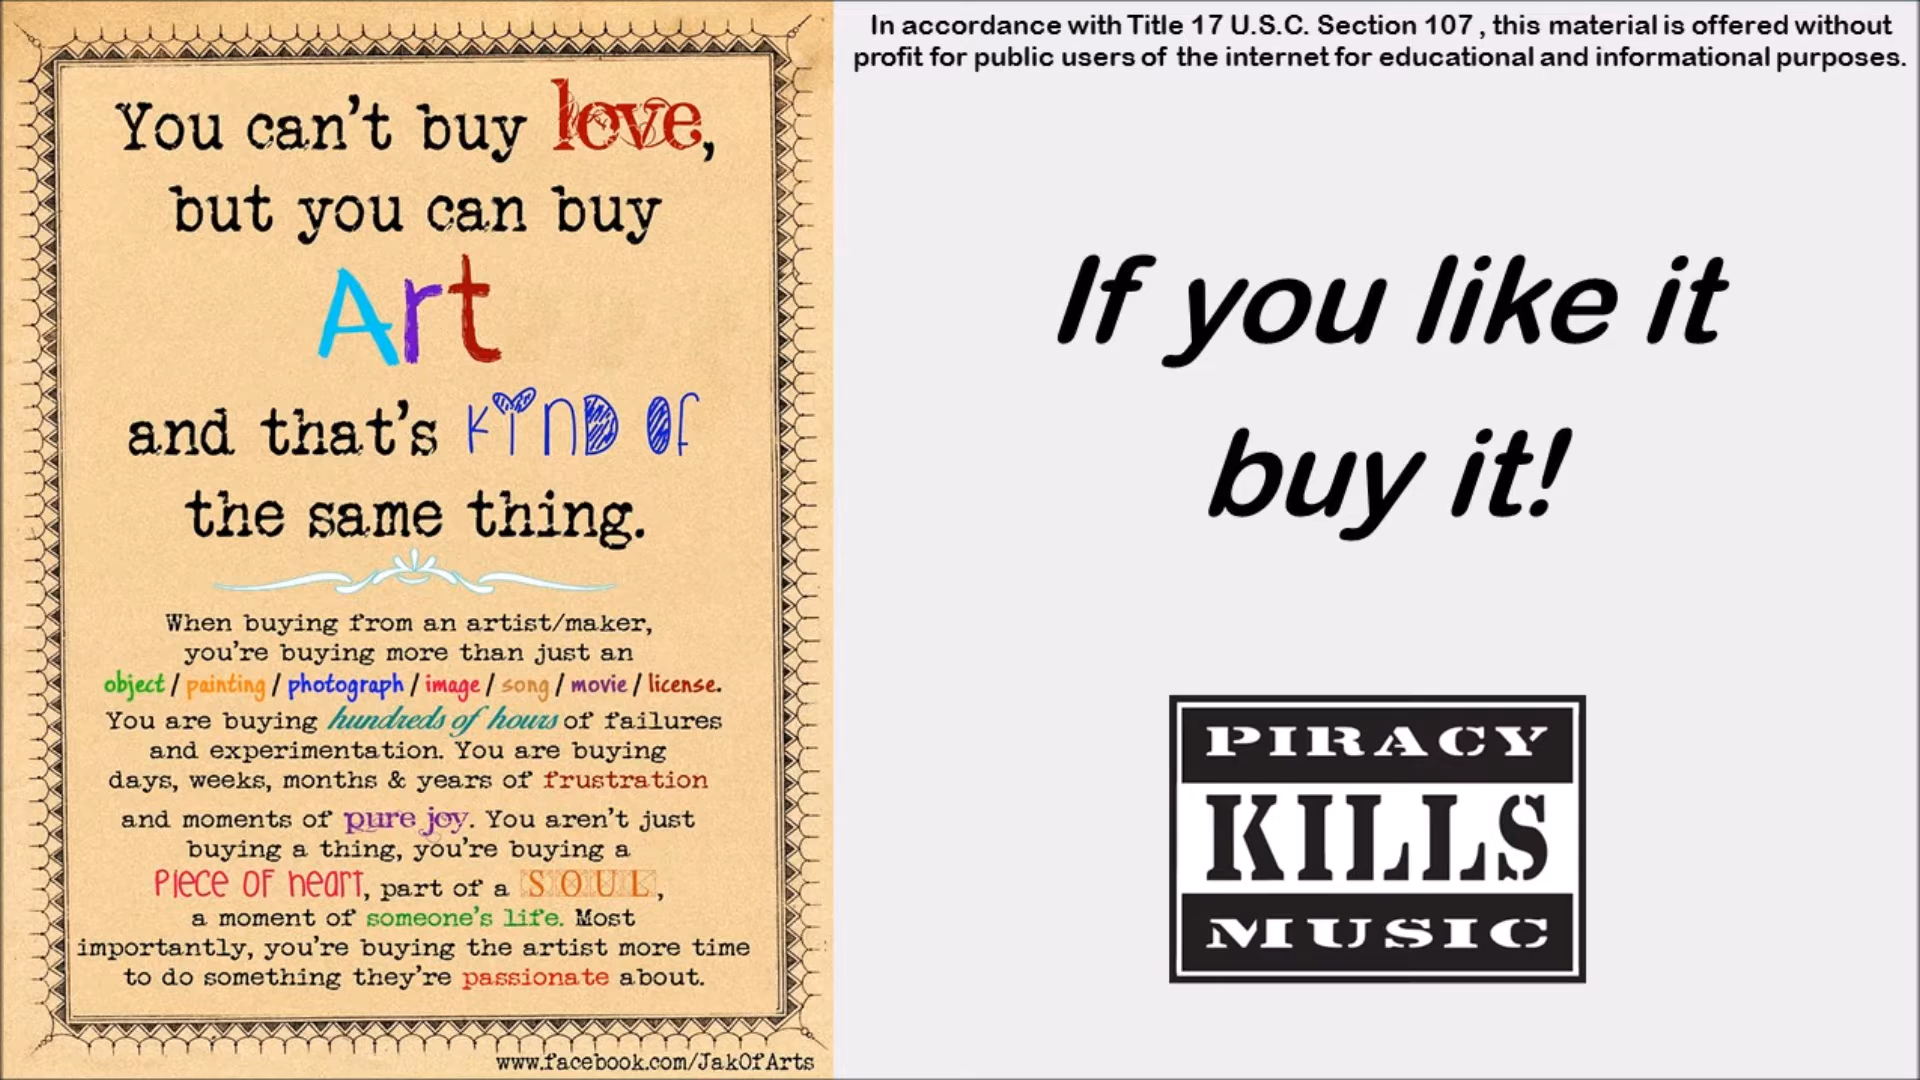 You can't buy love,
but you can buy
Art
and that's kind of
the same thing.
When buying from an artist/maker,
you're buying more than just an
object / painting / photograph / image / song / movie / license.
You are buying hundreds of hours of failures
and experimentation. You are buying
days, weeks, months & years of frustration
and moments of pure joy. You aren't just
buying a thing, you're buying a
Piece of heart, part of a SOUL,
a moment of someone's life. Most
importantly, you're buying the artist more time
to do something they're passionate about.
www.facebook.com/JakOfArts
In accordance with Title 17 U.S.C. Section 107, this material is offered without
profit for public users of the internet for educational and informational purposes.
If you like it
buy it!
PIRACY
KILLS
MUSIC